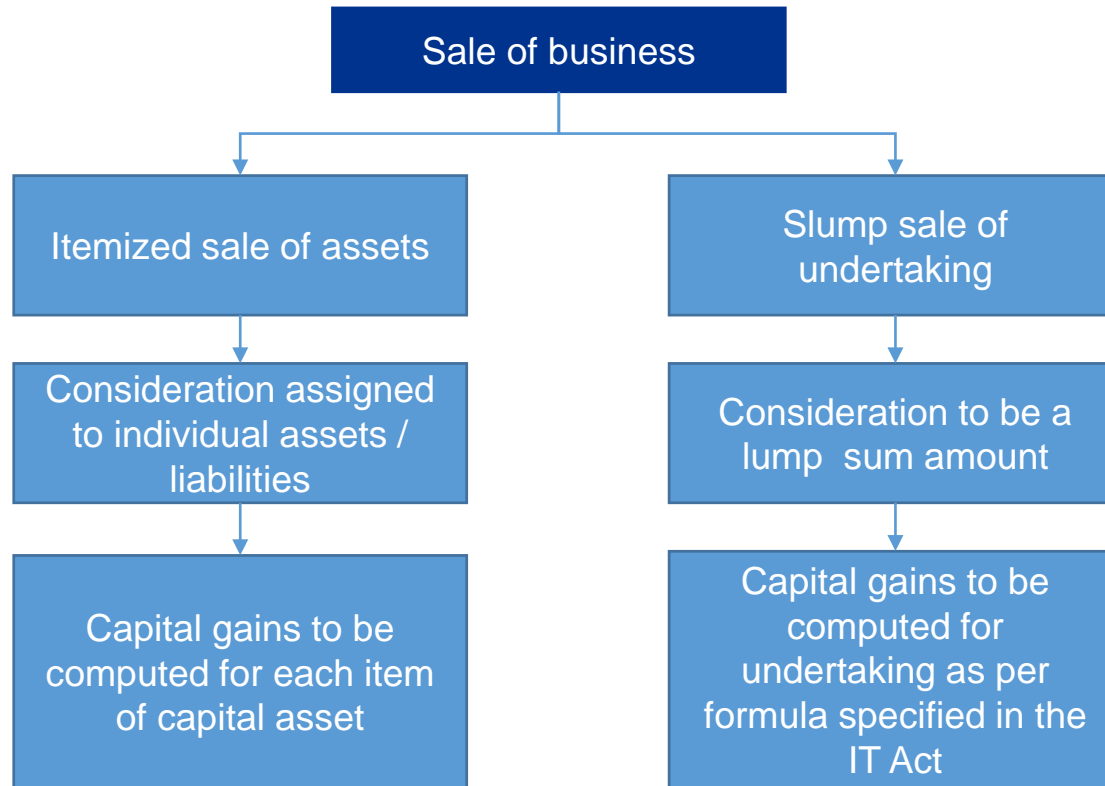 Sale of business
Itemized sale of assets
Slump sale of
undertaking
Consideration assigned
to individual assets /
liabilities
Consideration to be a
lump  sum amount
Capital gains to be
computed for each item
of capital asset
Capital gains to be
computed for
undertaking as per
formula specified in the
IT Act